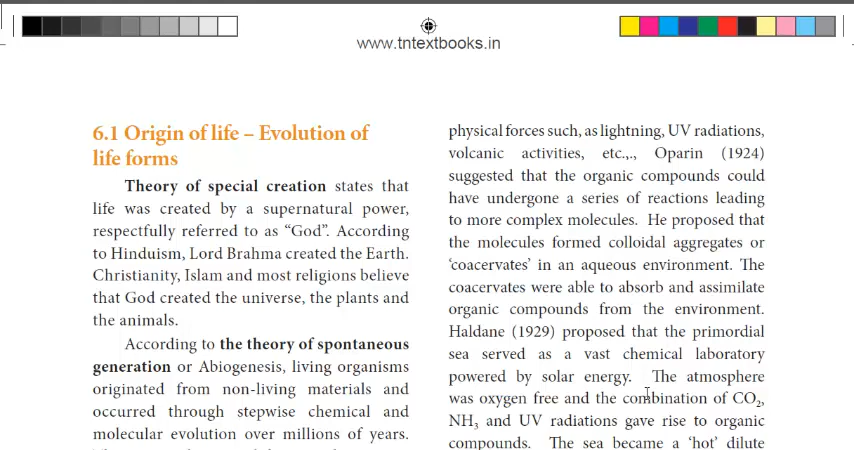 www.tntextbooks.in
6.1 Origin of life – Evolution of
life forms
Theory of special creation states that
life was created by a supernatural power,
respectfully referred to as “God”. According
to Hinduism, Lord Brahma created the Earth.
Christianity, Islam and most religions believe
that God created the universe, the plants and
the animals.
According to the theory of spontaneous
generation or Abiogenesis, living organisms
originated from non-living materials and
occurred through stepwise chemical and
molecular evolution over millions of years.
physical forces such, as lightning, UV radiations,
volcanic activities, etc.,., Oparin (1924)
suggested that the organic compounds could
have undergone a series of reactions leading
to more complex molecules. He proposed that
the molecules formed colloidal aggregates or
‘coacervates’ in an aqueous environment. The
coacervates were able to absorb and assimilate
organic compounds from the environment.
Haldane (1929) proposed that the primordial
sea served as a vast chemical laboratory
powered by solar energy. The atmosphere
was oxygen free and the combination of CO₂,
NH₃ and UV radiations gave rise to organic
compounds. The sea became a ‘hot’ dilute